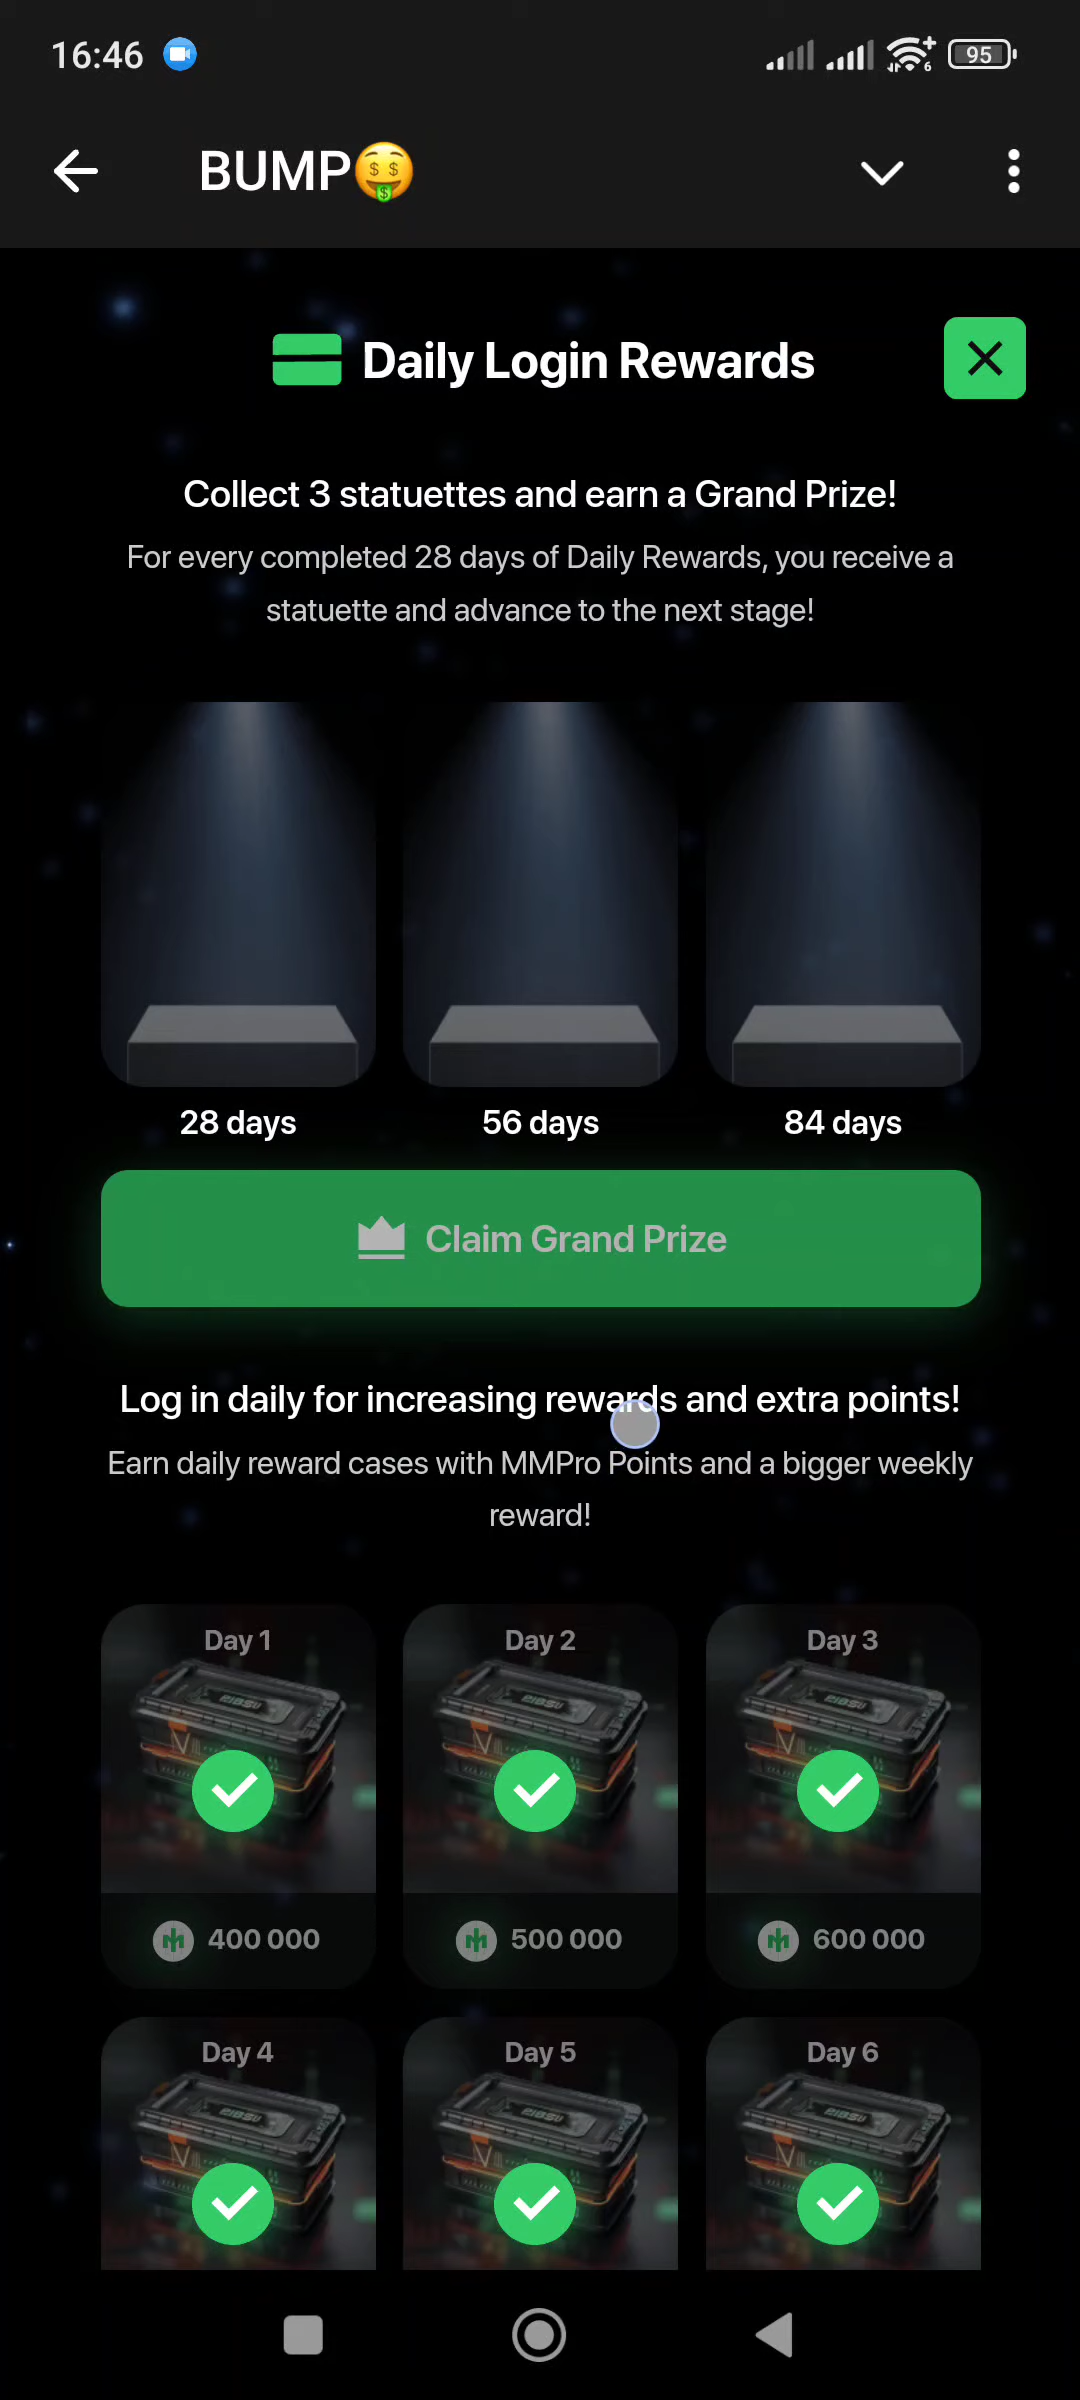 16:46
95
BUMP🤑
Daily Login Rewards
Collect 3 statuettes and earn a Grand Prize!
For every completed 28 days of Daily Rewards, you receive a
statuette and advance to the next stage!
28 days
56 days
84 days
Claim Grand Prize
Log in daily for increasing rewards and extra points!
Earn daily reward cases with MMPro Points and a bigger weekly
reward!
Day 1
Day 2
Day 3
400 000
500 000
600 000
Day 4
Day 5
Day 6